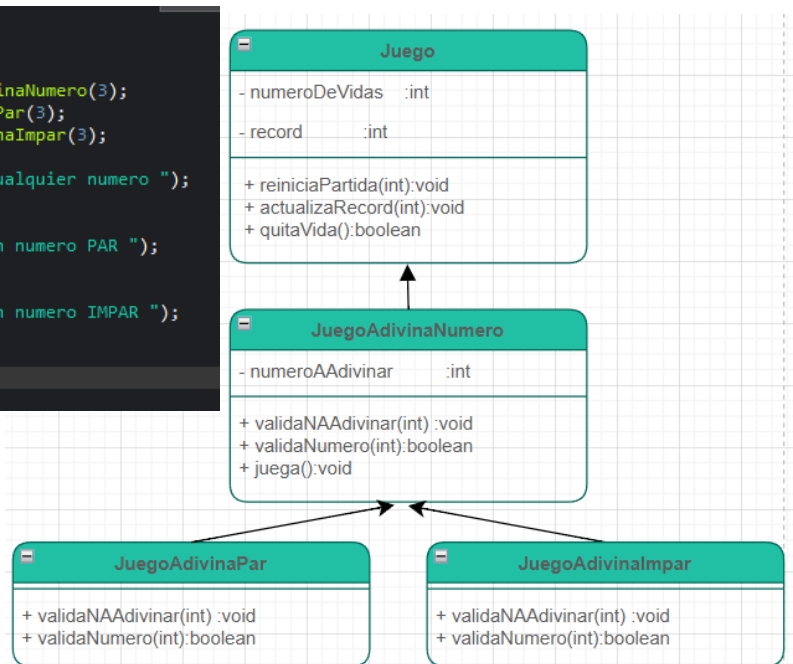 inaNumero(3);
Par(3);
naImpar(3);
ualquier numero ");
n numero PAR ");
n numero IMPAR ");
Juego
- numeroDeVidas :int
- record :int
+ reiniciaPartida(int):void
+ actualizaRecord(int):void
+ quitaVida():boolean
JuegoAdivinaNumero
- numeroAAdivinar :int
+ validaNAAdivinar(int) :void
+ validaNumero(int):boolean
+ juega():void
JuegoAdivinaPar
+ validaNAAdivinar(int) :void
+ validaNumero(int):boolean
JuegoAdivinaImpar
+ validaNAAdivinar(int) :void
+ validaNumero(int):boolean